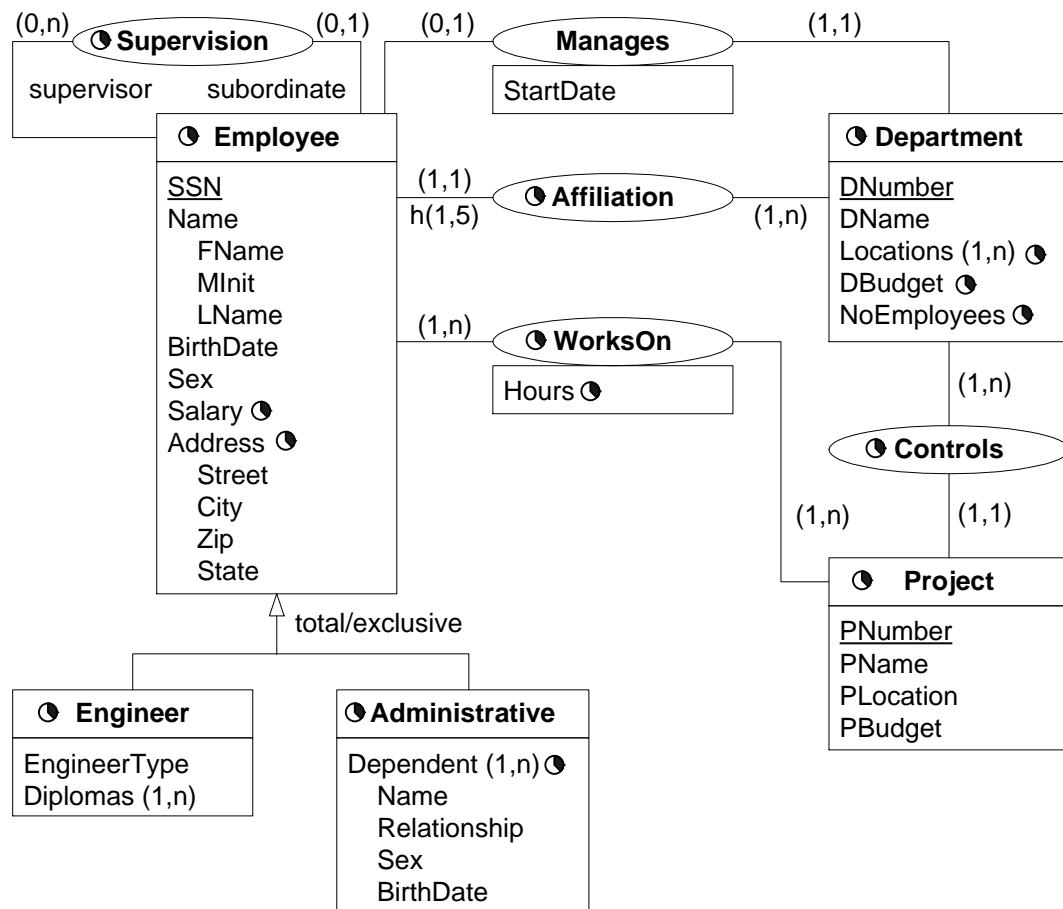 (0,n)
Supervision
(0,1)
supervisor
subordinate
(0,1)
Manages
(1,1)
StartDate
Employee
SSN
Name
FName
MInit
LName
BirthDate
Sex
Salary
Address
Street
City
Zip
State
(1,1)
h(1,5)
Affiliation
(1,n)
Department
DNumber
DName
Locations (1,n)
DBudget
NoEmployees
(1,n)
WorksOn
Hours
(1,n)
(1,n)
Controls
(1,1)
Project
PNumber
PName
PLocation
PBudget
total/exclusive
Engineer
EngineerType
Diplomas (1,n)
Administrative
Dependent (1,n)
Name
Relationship
Sex
BirthDate